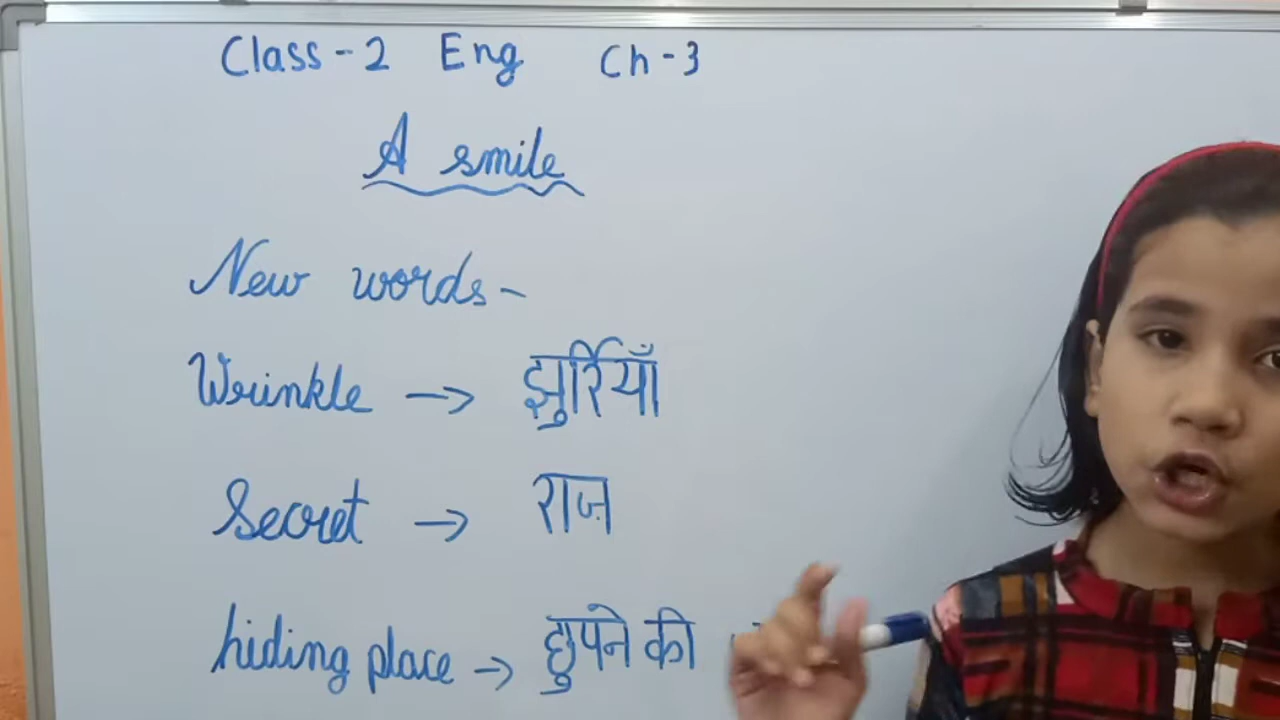 Class-2 Eng Ch-3
A smile
New words-
Wrinkle → झुर्रियाँ
Secret → राज़
hiding place → छुपने की